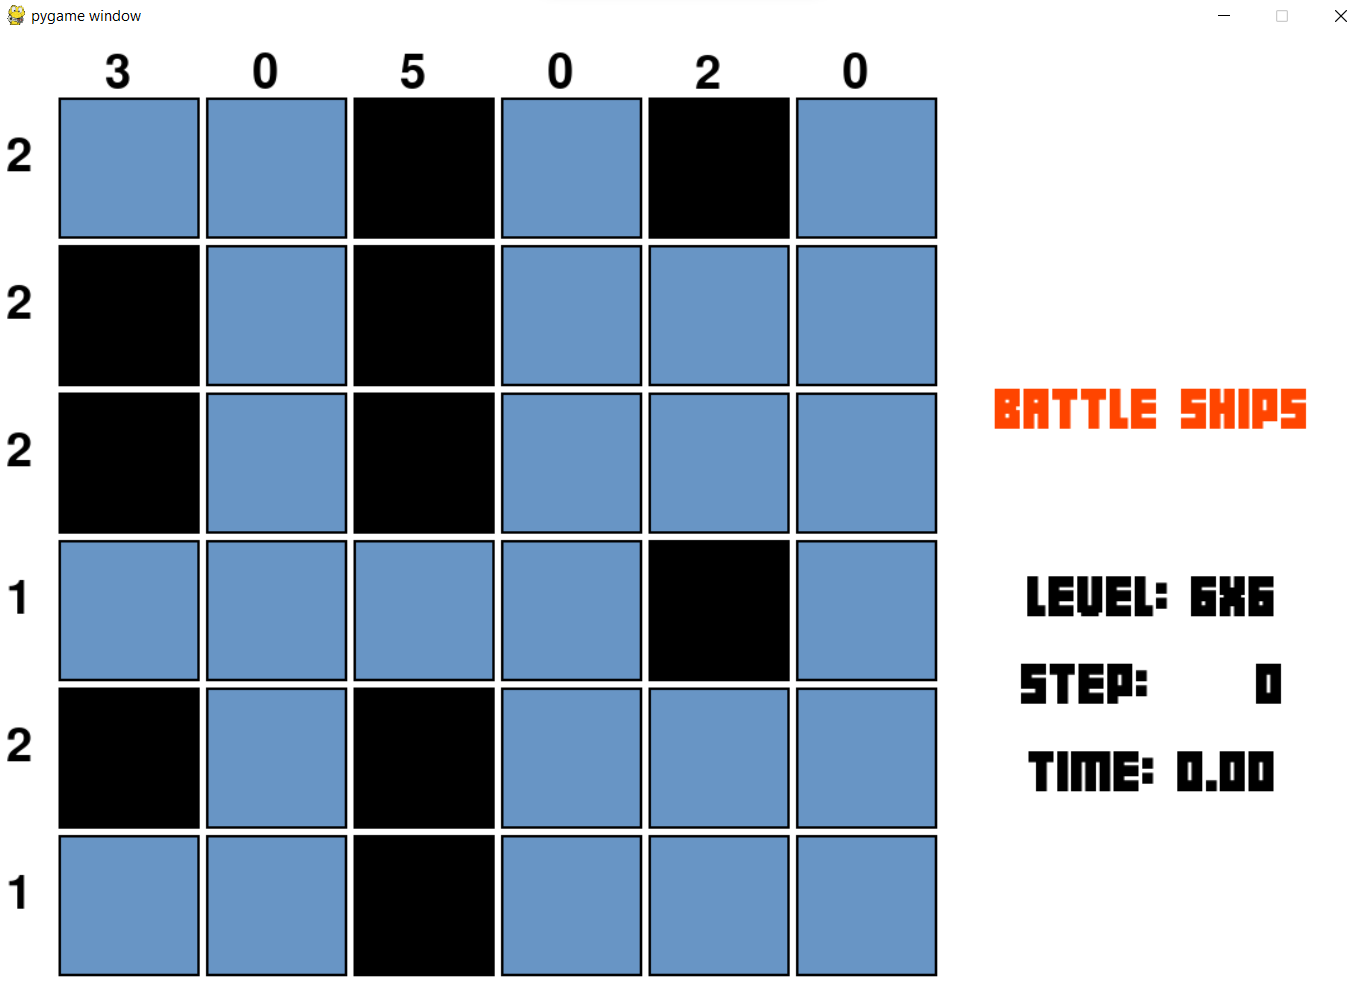 pygame window
3 0 5 0 2 0
2
2
2
1
2
1
BATTLE SHIPS
LEVEL: 6X6
STEP: 0
TIME: 0.00